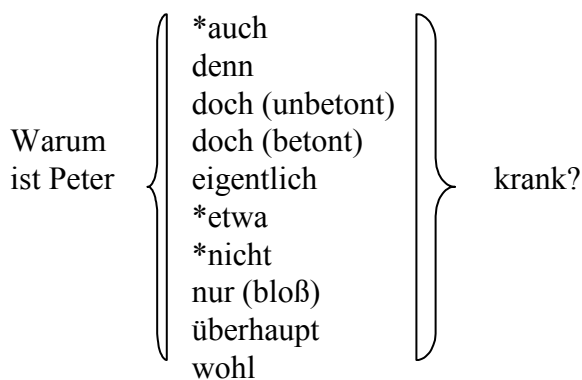 *auch
denn
doch (unbetont)
Warum doch (betont)
ist Peter eigentlich krank?
*etwa
*nicht
nur (bloß)
überhaupt
wohl